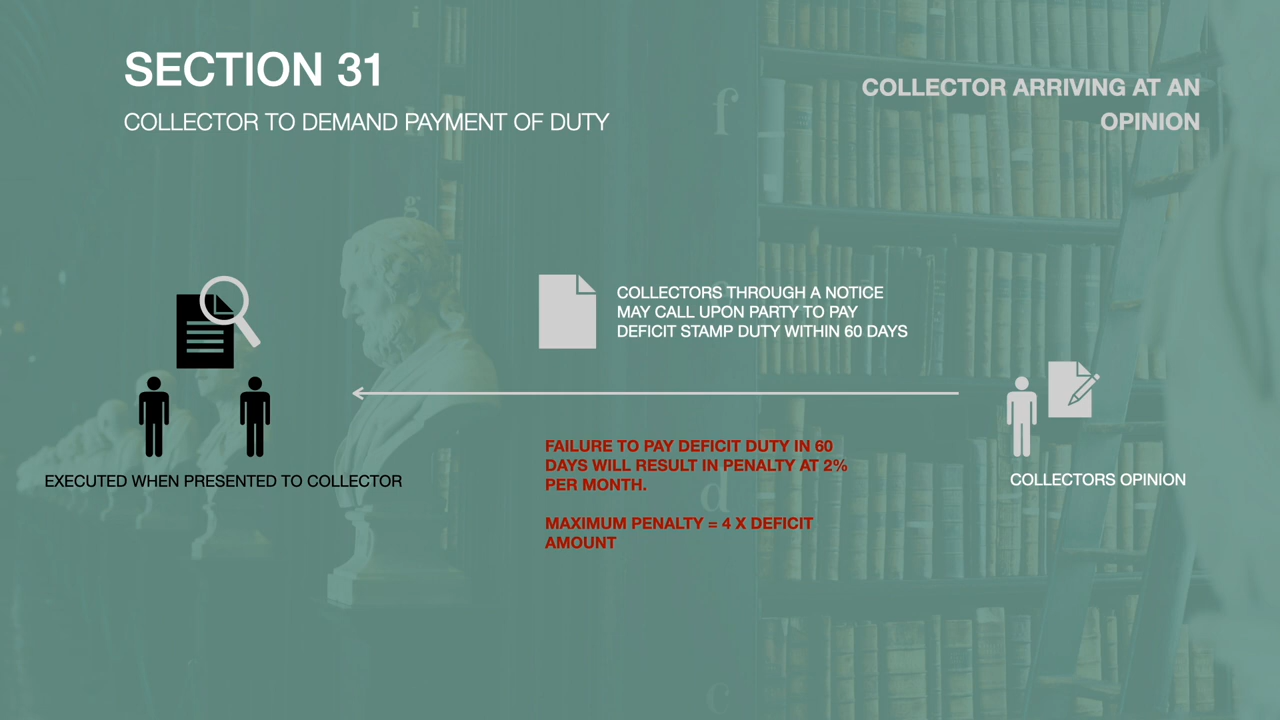 SECTION 31
COLLECTOR TO DEMAND PAYMENT OF DUTY
COLLECTOR ARRIVING AT AN
OPINION
COLLECTORS THROUGH A NOTICE
MAY CALL UPON PARTY TO PAY
DEFICIT STAMP DUTY WITHIN 60 DAYS
FAILURE TO PAY DEFICIT DUTY IN 60
DAYS WILL RESULT IN PENALTY AT 2%
PER MONTH.
MAXIMUM PENALTY = 4 X DEFICIT
AMOUNT
EXECUTED WHEN PRESENTED TO COLLECTOR
COLLECTORS OPINION
f
g
d
c